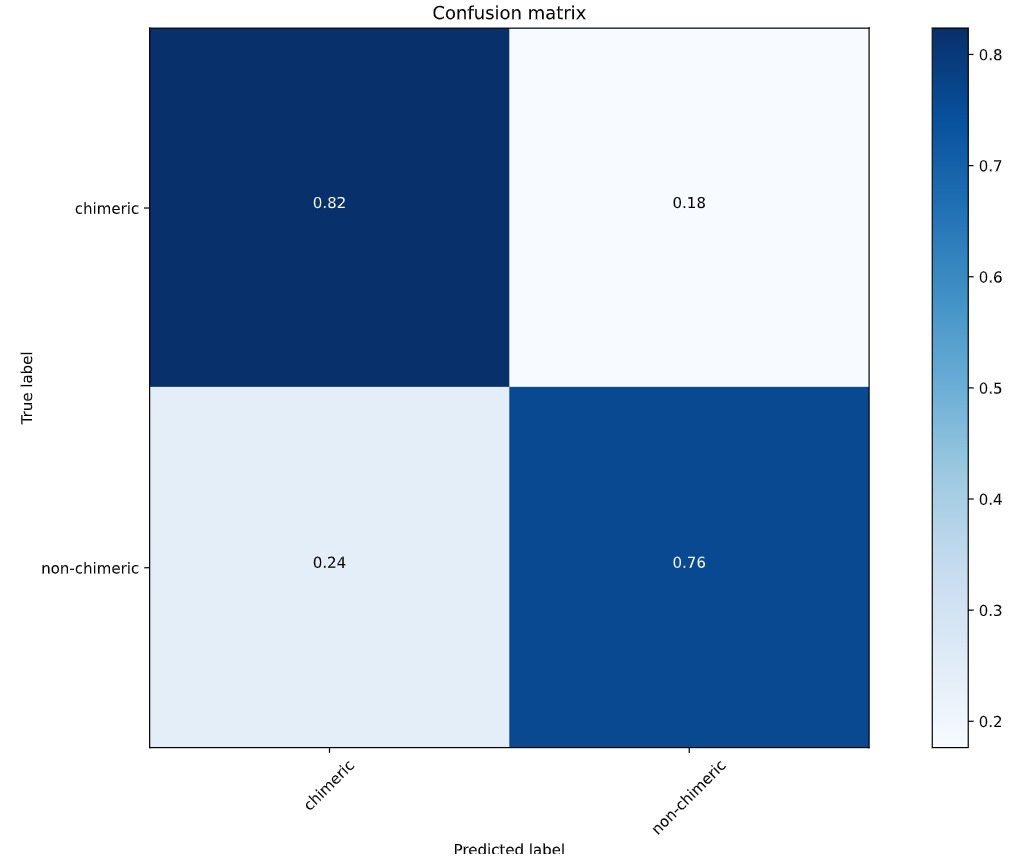 Confusion matrix
0.8
0.7
0.6
0.5
0.4
0.3
0.2
True label
chimeric
0.82
0.18
non-chimeric
0.24
0.76
chimeric
non-chimeric
Predicted label